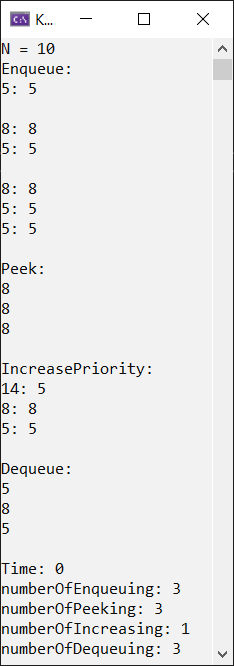 K...
N = 10
Enqueue:
5: 5
8: 8
5: 5
8: 8
5: 5
5: 5
Peek:
8
8
8
IncreasePriority:
14: 5
8: 8
5: 5
Dequeue:
5
8
5
Time: 0
numberOfEnqueuing: 3
numberOfPeeking: 3
numberOfIncreasing: 1
numberOfDequeuing: 3